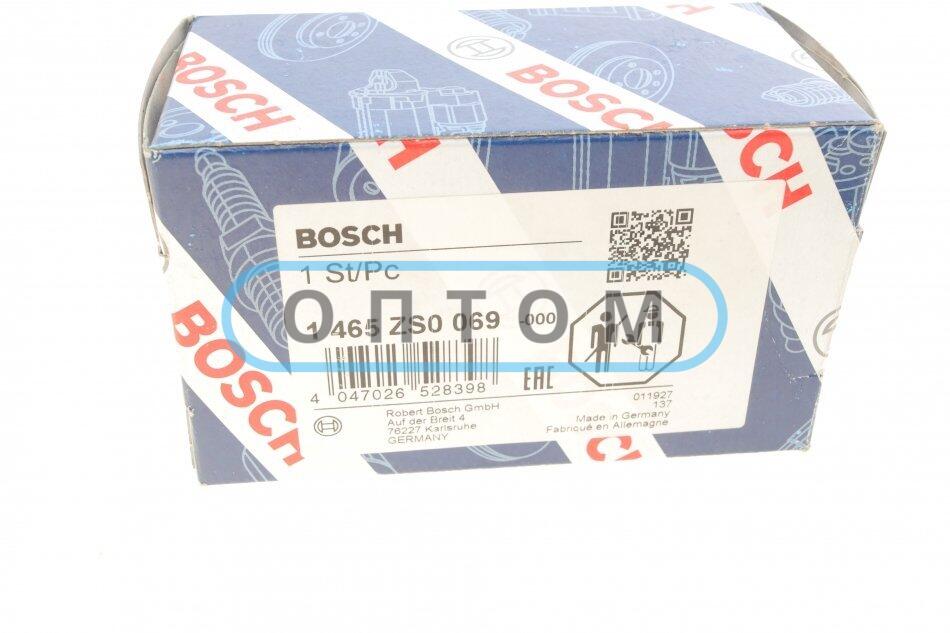 BOSCH
BOSCH
BOSCH
BOSCH
BOSCH
1 St/Pc
ОПТОМ
1 465 ZS0 069 -000
4 047026 528398
EAC
Robert Bosch GmbH
Auf der Breit 4
76227 Karlsruhe
GERMANY
011927
137
Made in Germany
Fabriqué en Allemagne